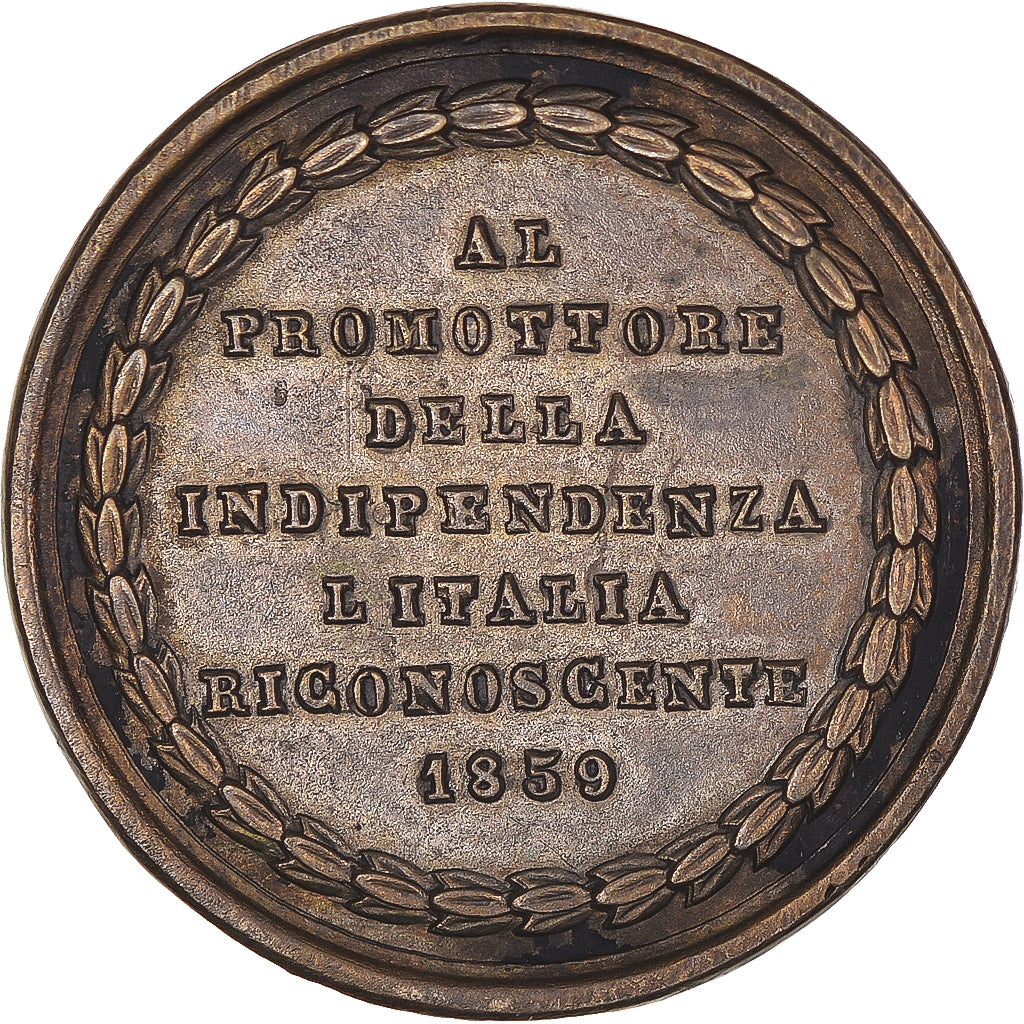 AL
PROMOTTORE
DELLA
INDIPENDENZA
L'ITALIA
RICONOSCENTE
1859